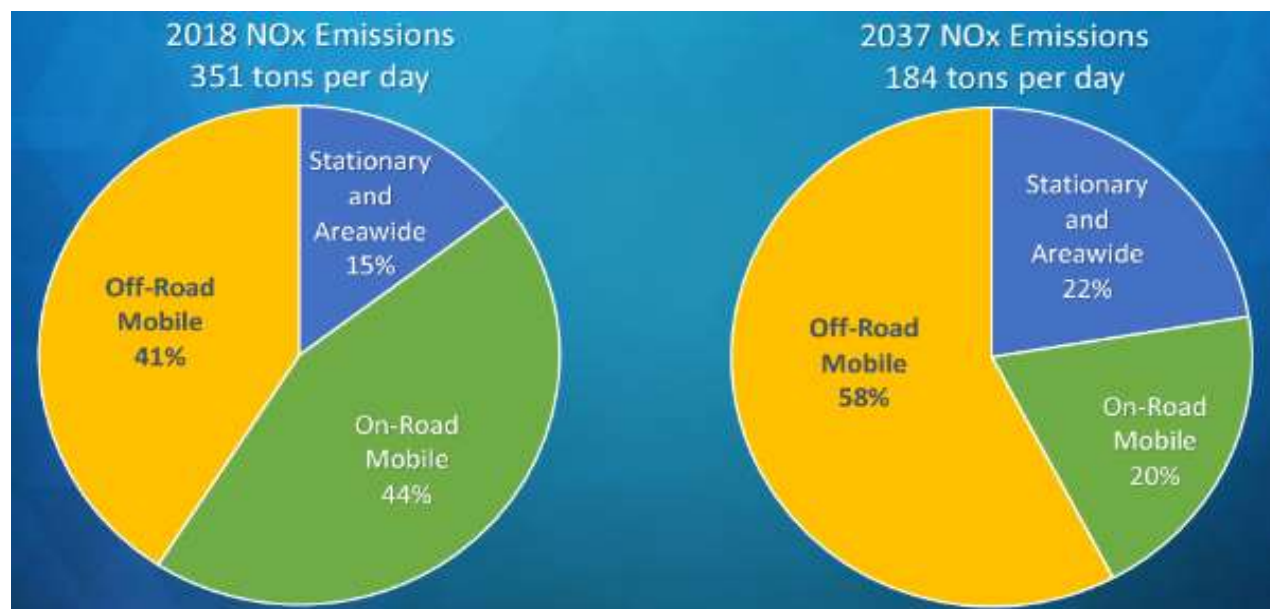 2018 NOx Emissions
351 tons per day
Stationary
and
Areawide
15%
Off-Road
Mobile
41%
On-Road
Mobile
44%
2037 NOx Emissions
184 tons per day
Stationary
and
Areawide
22%
Off-Road
Mobile
58%
On-Road
Mobile
20%